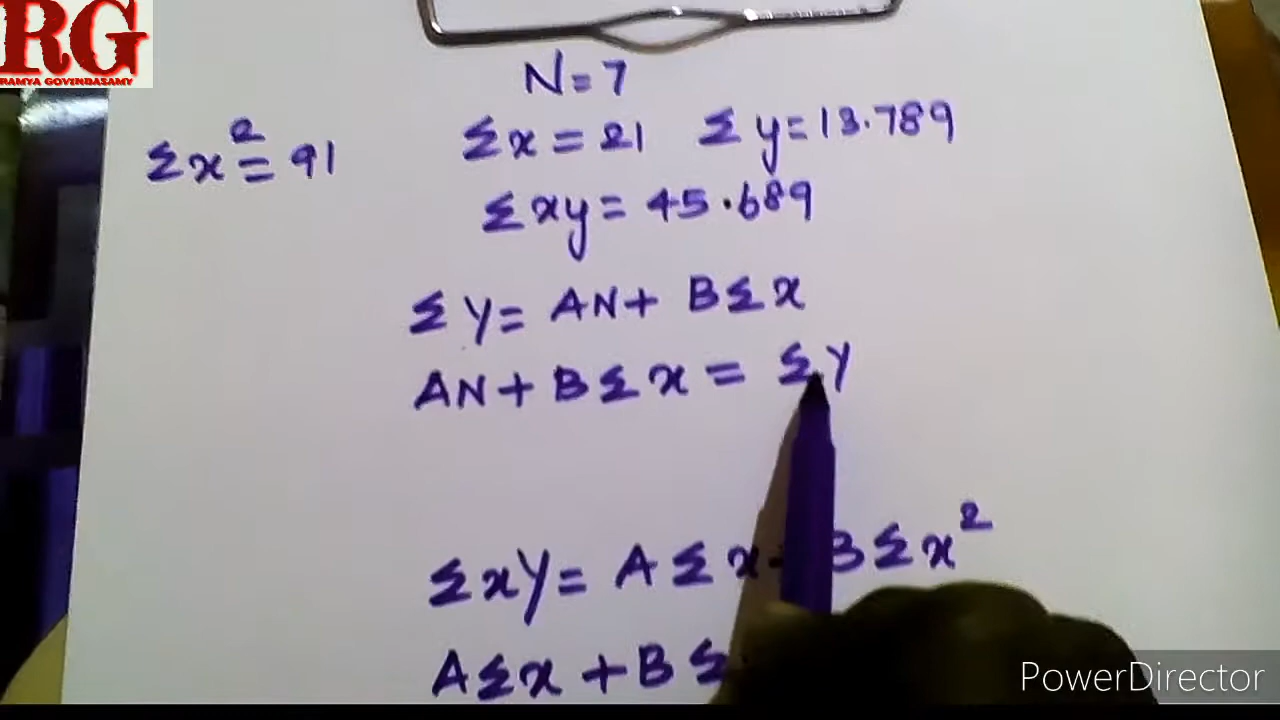 RG
RAMYA GOVINDASAMY
N=7
Σx²=91
Σx=21 Σy=13.789
Σxy=45.689
ΣY=AN+BΣx
AN+BΣx=ΣY
ΣxY=AΣx+BΣx²
AΣx+BΣ
PowerDirector